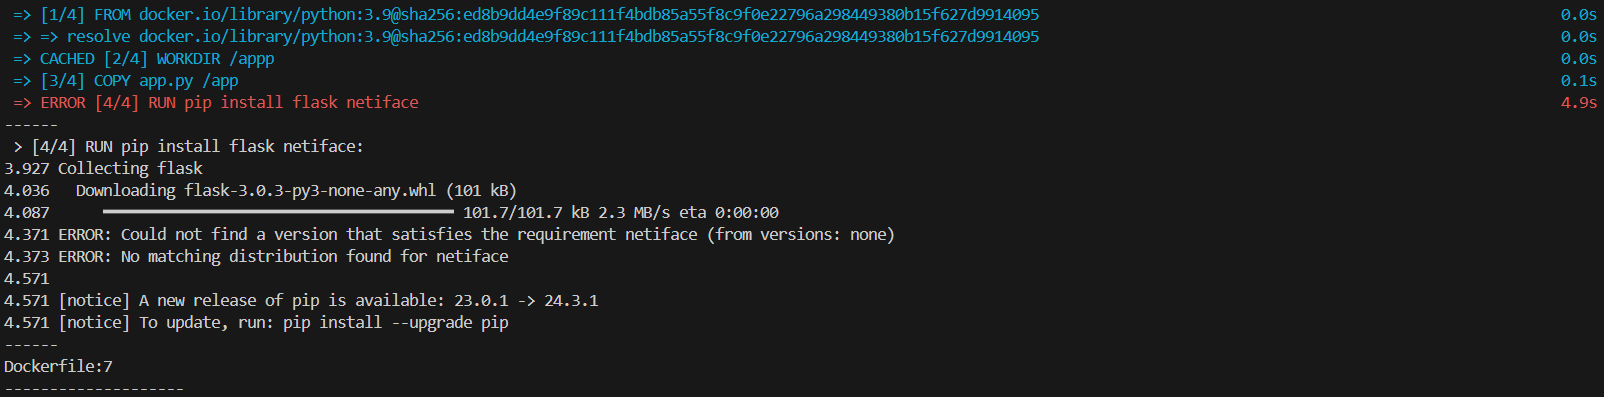 => [1/4] FROM docker.io/library/python:3.9@sha256:ed8b9dd4e9f89c111f4bdb85a55f8c9f0e22796a298449380b15f627d9914095 0.0s
=> => resolve docker.io/library/python:3.9@sha256:ed8b9dd4e9f89c111f4bdb85a55f8c9f0e22796a298449380b15f627d9914095 0.0s
=> CACHED [2/4] WORKDIR /appp 0.0s
=> [3/4] COPY app.py /app 0.1s
=> ERROR [4/4] RUN pip install flask netiface 4.9s
------
> [4/4] RUN pip install flask netiface:
3.927 Collecting flask
4.036   Downloading flask-3.0.3-py3-none-any.whl (101 kB)
4.087 ━━━━━━━━━━━━━━━━━━━━━━━━━━━━━━━━━━━━━━━ 101.7/101.7 kB 2.3 MB/s eta 0:00:00
4.371 ERROR: Could not find a version that satisfies the requirement netiface (from versions: none)
4.373 ERROR: No matching distribution found for netiface
4.571
4.571 [notice] A new release of pip is available: 23.0.1 -> 24.3.1
4.571 [notice] To update, run: pip install --upgrade pip
------
Dockerfile:7
--------------------